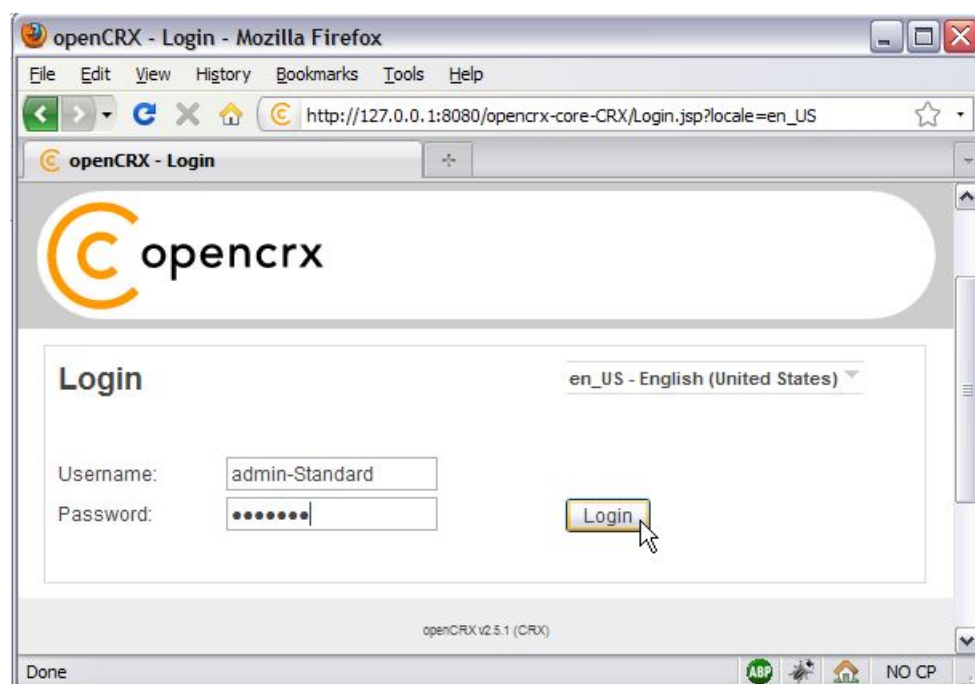 openCRX - Login - Mozilla Firefox
File Edit View History Bookmarks Tools Help
http://127.0.0.1:8080/opencrx-core-CRX/Login.jsp?locale=en_US
openCRX - Login
opencrx
Login
en_US - English (United States)
Username: admin-Standard
Password: •••••••
Login
openCRX v2.5.1 (CRX)
Done ABP NO CP